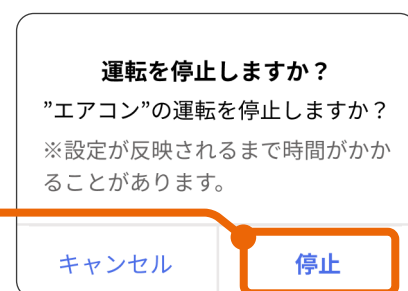 運転を停止しますか？
”エアコン”の運転を停止しますか？
※設定が反映されるまで時間がかか
ることがあります。
キャンセル
停止